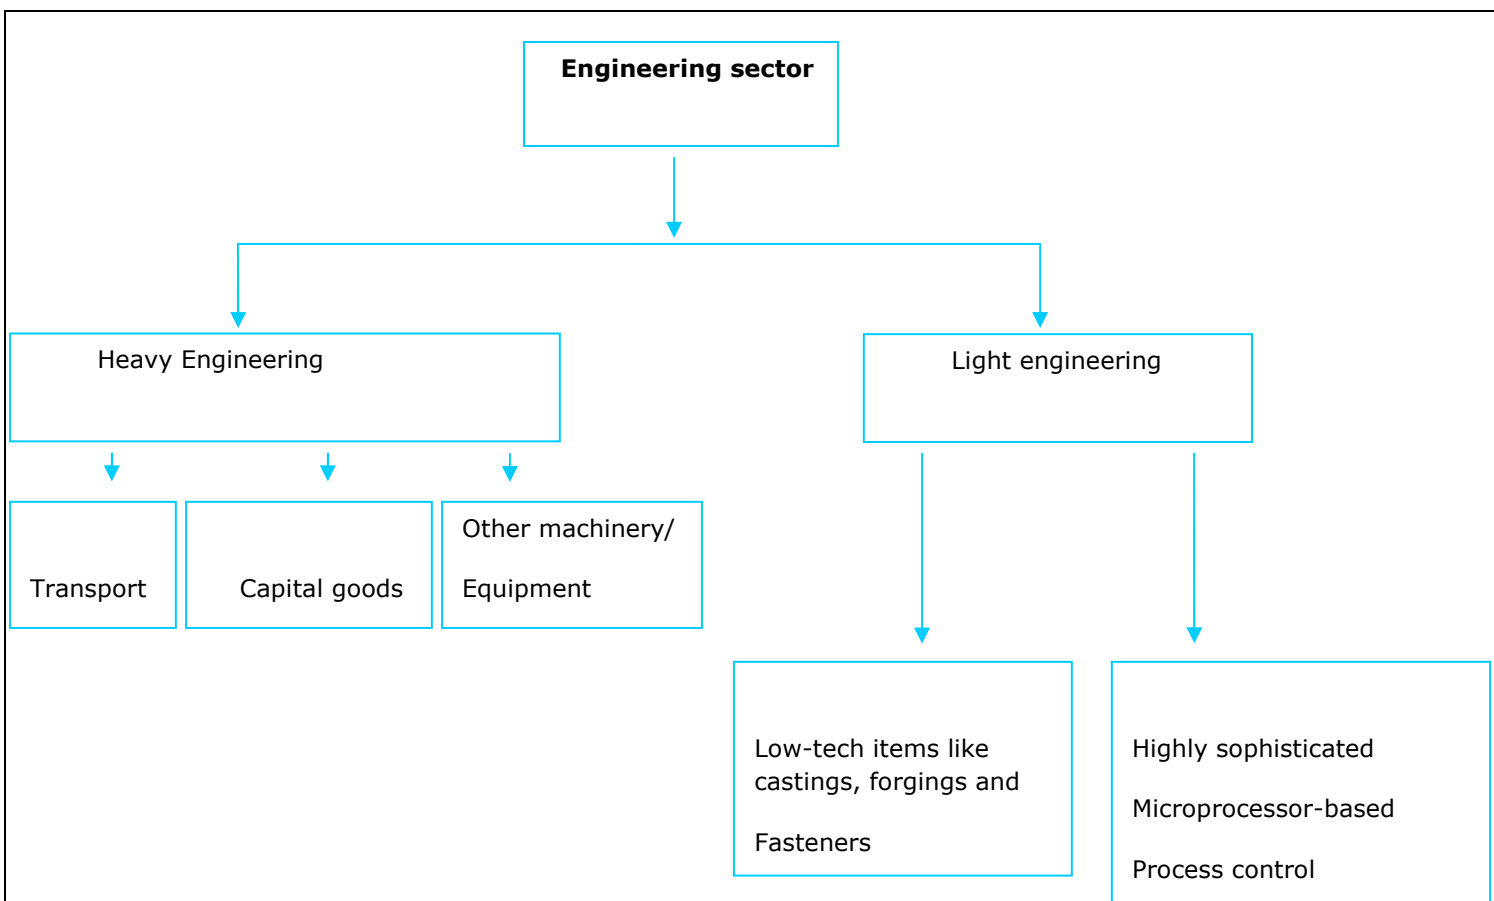 Engineering sector
Heavy Engineering
Light engineering
Transport
Capital goods
Other machinery/
Equipment
Low-tech items like
castings, forgings and
Fasteners
Highly sophisticated
Microprocessor-based
Process control